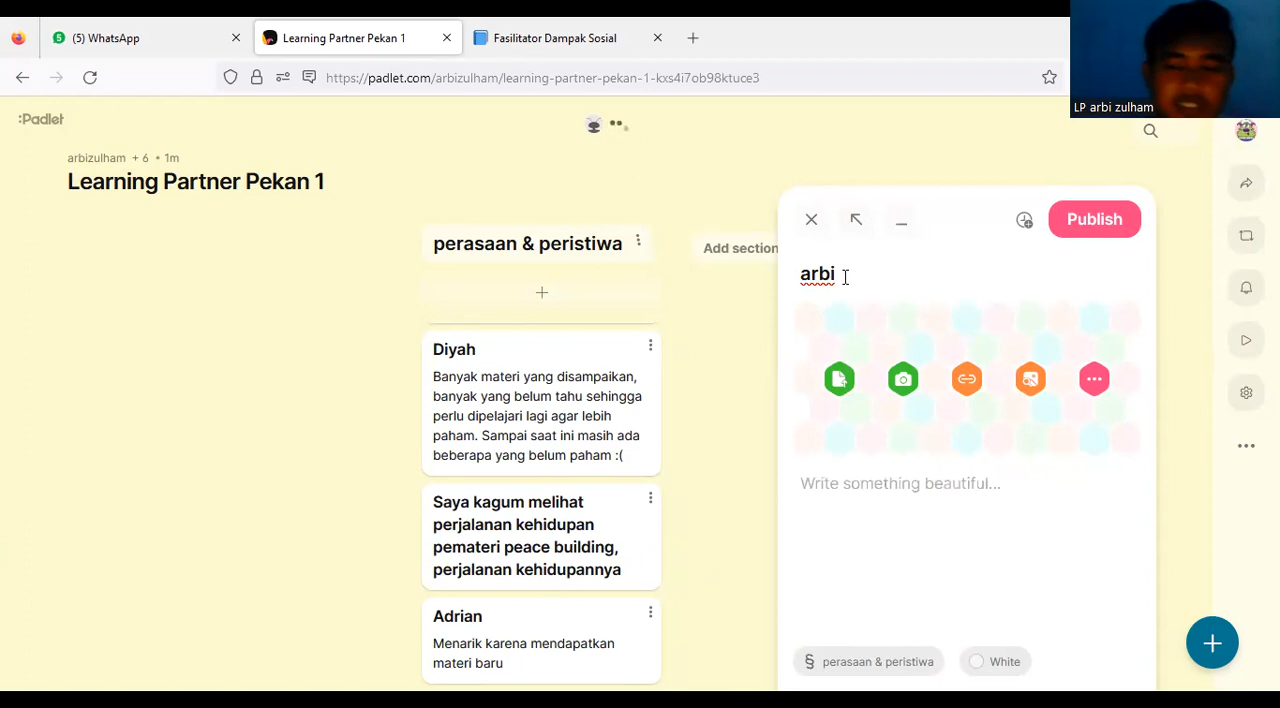 (5) WhatsApp
Learning Partner Pekan 1
Fasilitator Dampak Sosial
https://padlet.com/arbizulham/learning-partner-pekan-1-kxs4i7ob98ktuce3
LP arbi zulham
:Padlet
arbizulham + 6 • 1m
Learning Partner Pekan 1
perasaan & peristiwa
Add section
Diyah
Banyak materi yang disampaikan,
banyak yang belum tahu sehingga
perlu dipelajari lagi agar lebih
paham. Sampai saat ini masih ada
beberapa yang belum paham :(
Saya kagum melihat
perjalanan kehidupan
pemateri peace building,
perjalanan kehidupannya
Adrian
Menarik karena mendapatkan
materi baru
Publish
arbi
Write something beautiful...
§ perasaan & peristiwa
White